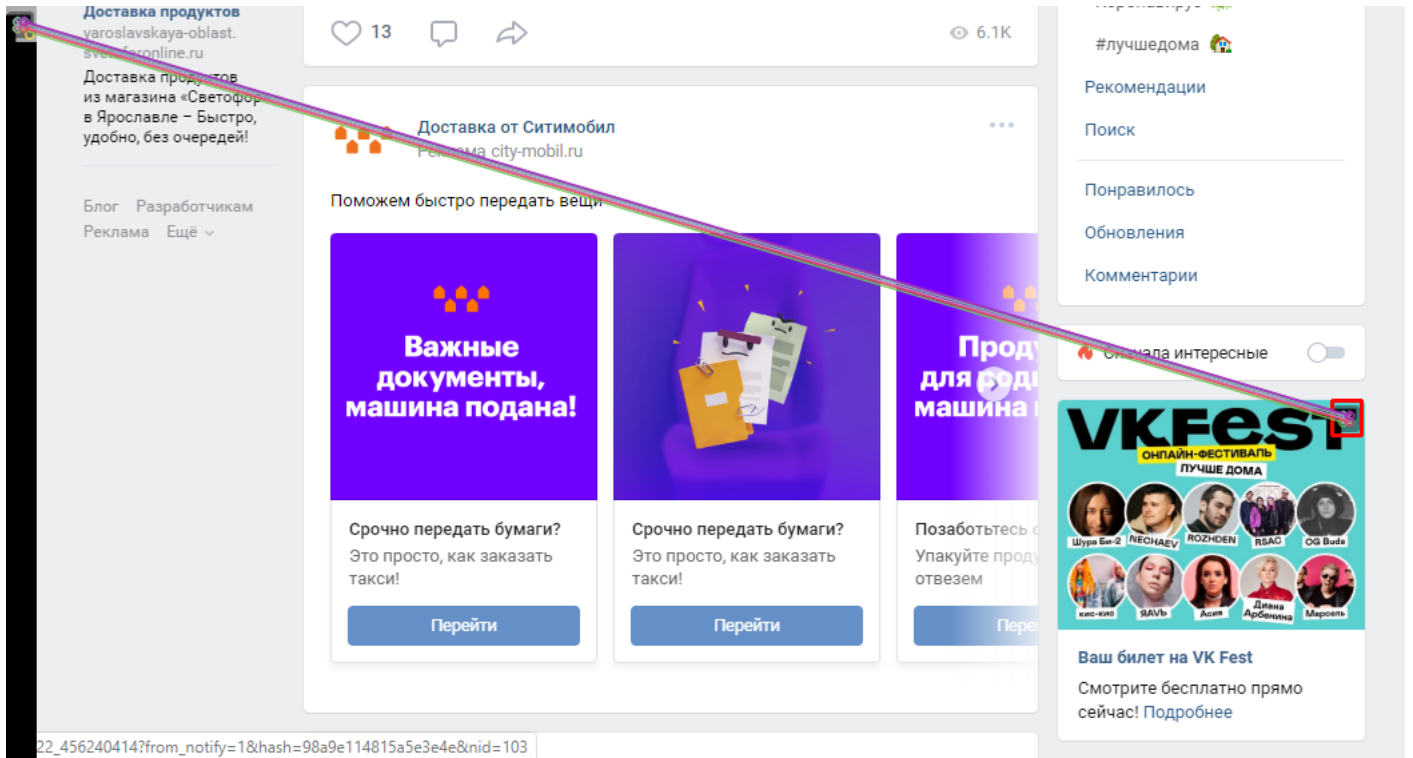 Доставка продуктов
yaroslavskaya-oblast.
Доставка продуктов
из магазина «Светофор»
в Ярославле – Быстро,
удобно, без очередей!
Блог Разработчикам
Реклама Ещё
13
6.1K
Доставка от Ситимобил
Реклама city-mobil.ru
Поможем быстро передать вещи
Важные
документы,
машина подана!
Срочно передать бумаги?
Это просто, как заказать
такси!
Перейти
Срочно передать бумаги?
Это просто, как заказать
такси!
Перейти
Проду
для роди
машина
Позаботьтесь
Упакуйте
отвезем
Пере
#лучшедома
Рекомендации
Поиск
Понравилось
Обновления
Комментарии
Сначала интересные
VKFEST
ОНЛАЙН-ФЕСТИВАЛЬ
ЛУЧШЕ ДОМА
Шура Би-2 NECHAEV ROZHDEN RSAC OG Buda
кис-кис ЯАVЬ Асия Диана Арбенина Марсель
Ваш билет на VK Fest
Смотрите бесплатно прямо
сейчас! Подробнее
22_456240414?from_notify=1&hash=98a9e114815a5e3e4e&nid=103